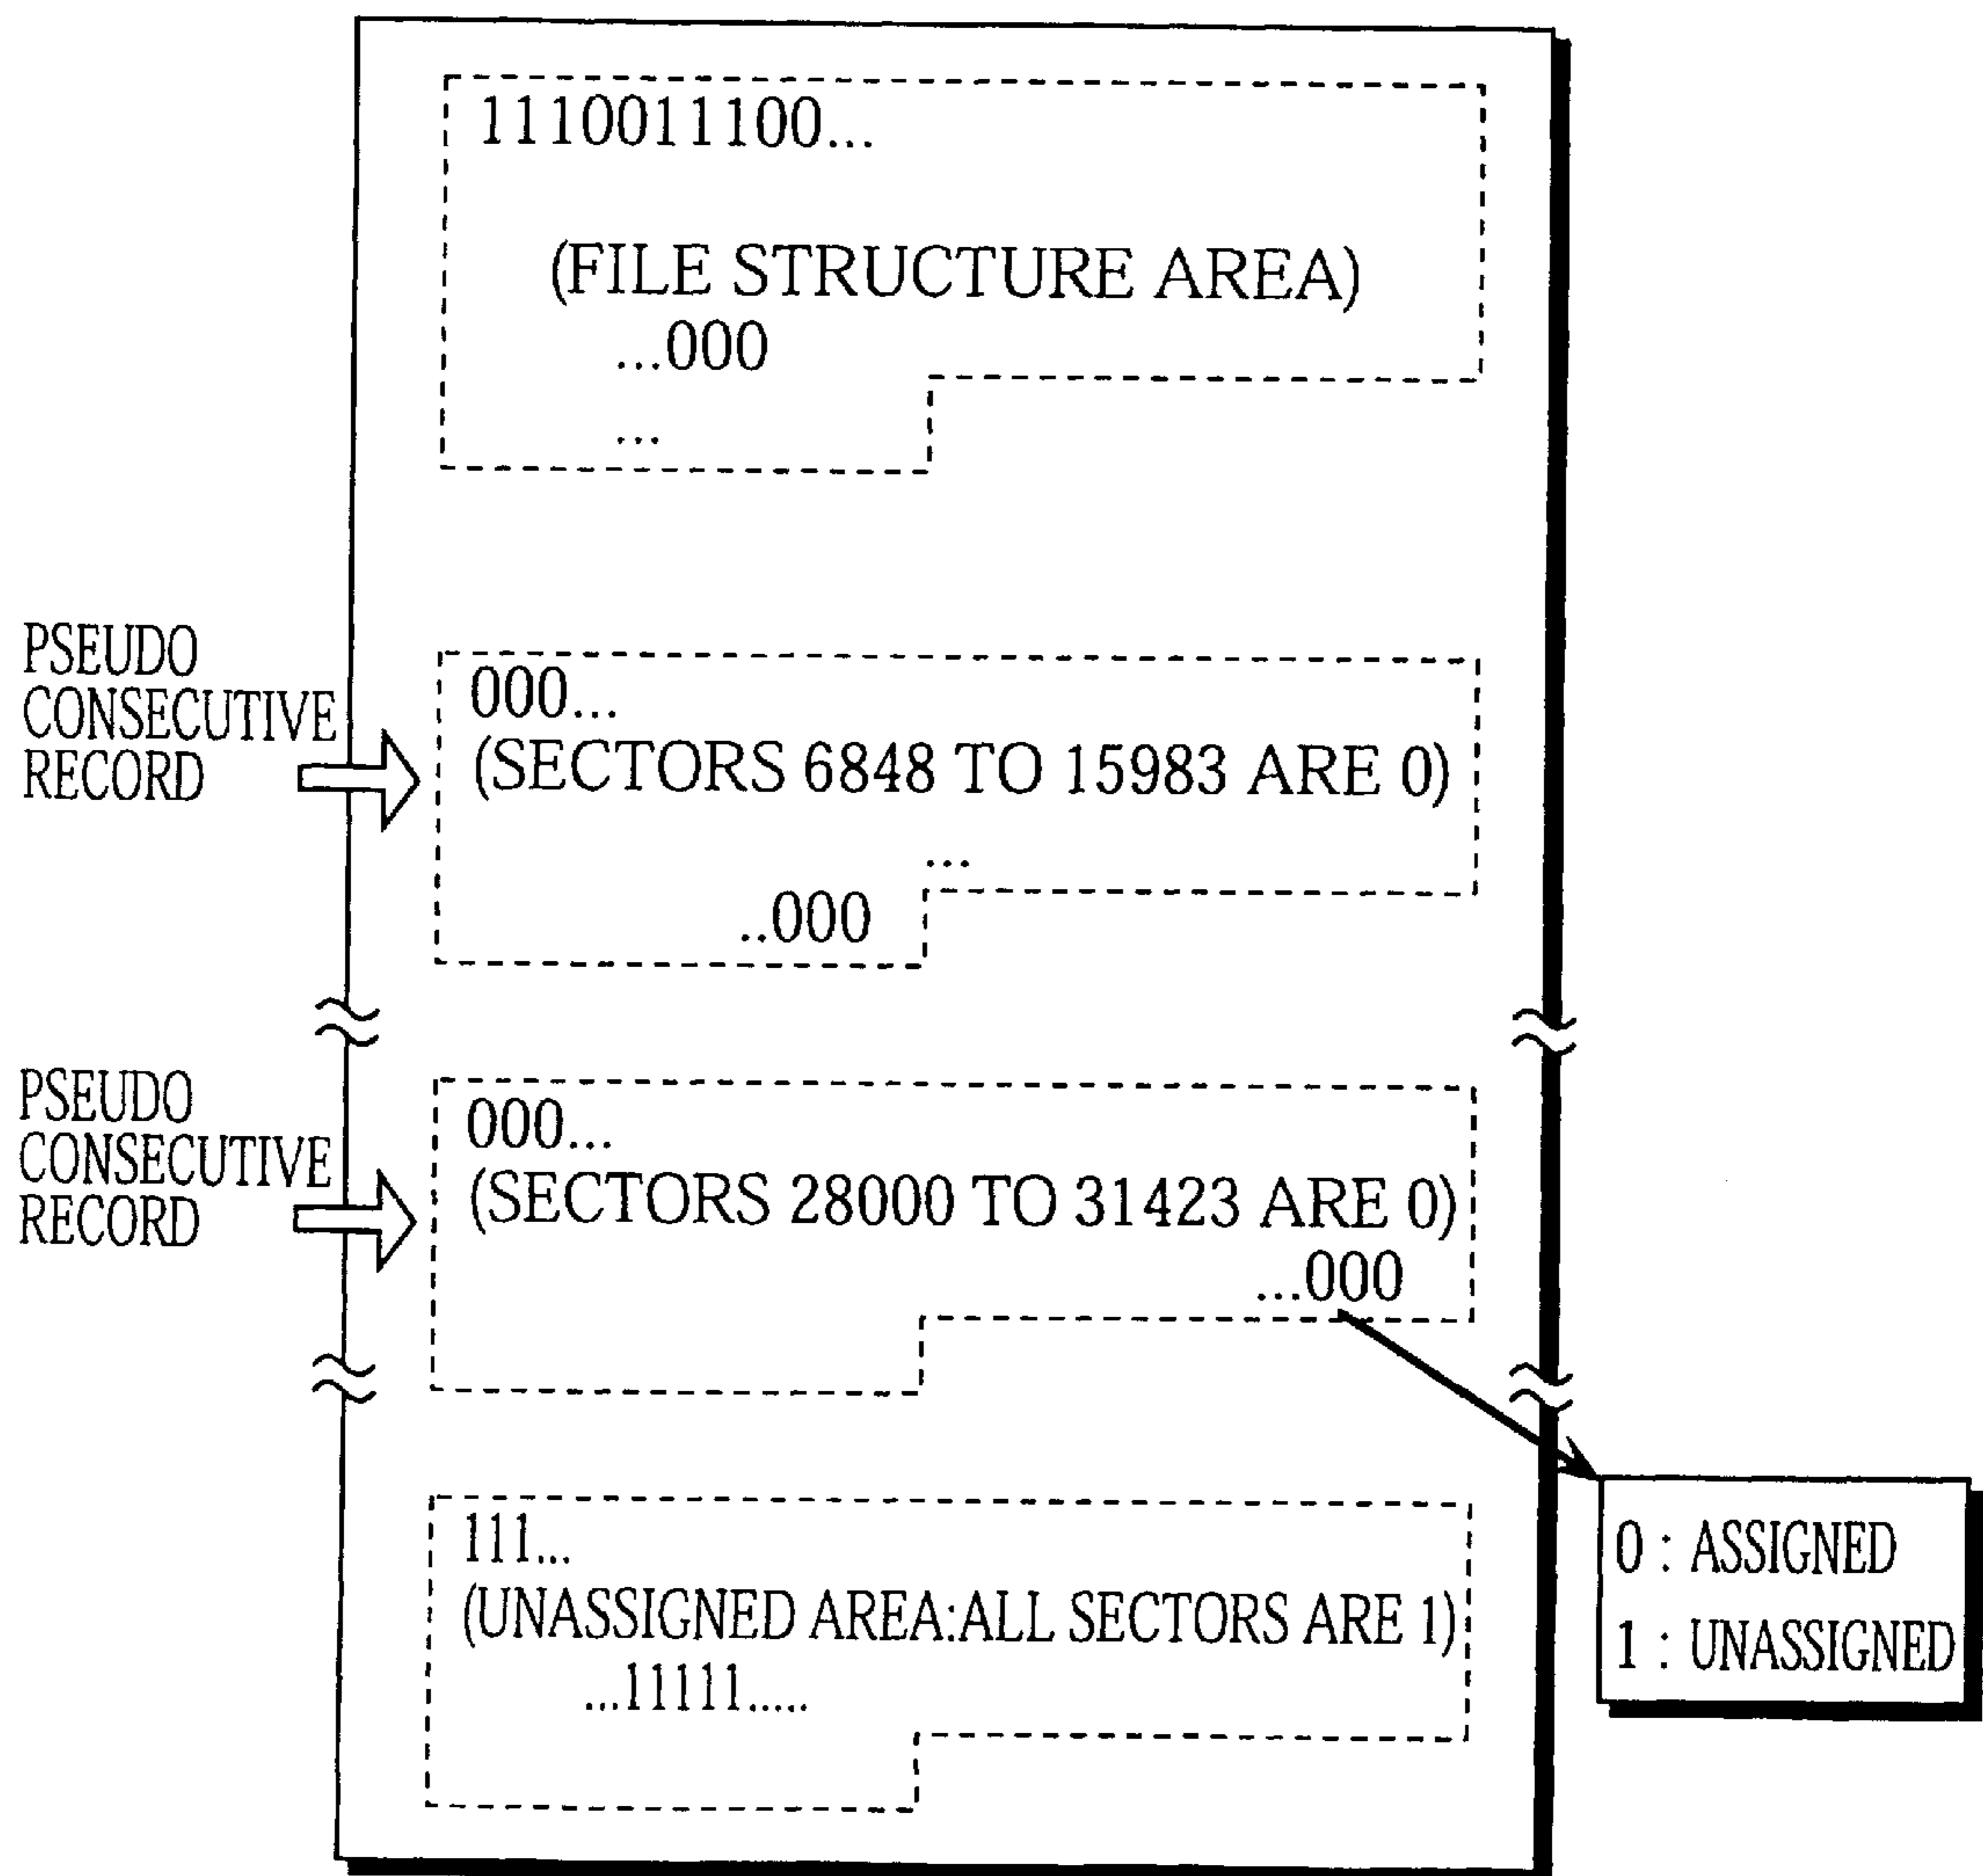 1110011100...
(FILE STRUCTURE AREA)
...000
...
PSEUDO
CONSECUTIVE
RECORD
000...
(SECTORS 6848 TO 15983 ARE 0)
...
..000
PSEUDO
CONSECUTIVE
RECORD
000...
(SECTORS 28000 TO 31423 ARE 0)
...000
111...
(UNASSIGNED AREA:ALL SECTORS ARE 1)
...11111.....
0 : ASSIGNED
1 : UNASSIGNED